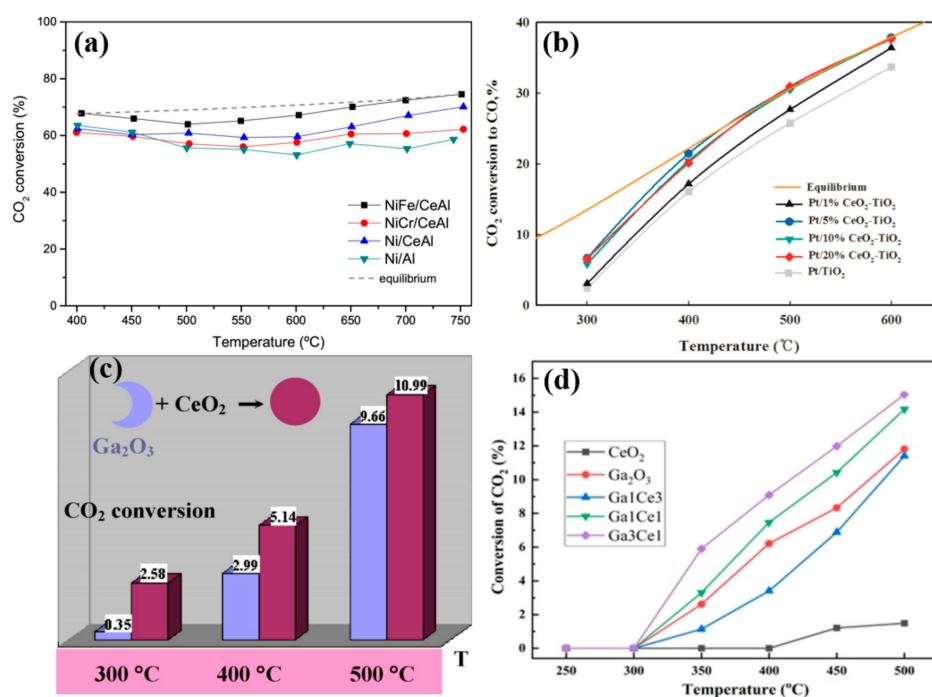 (a)
CO₂ conversion (%)
100
80
60
40
20
0
NiFe/CeAl
NiCr/CeAl
Ni/CeAl
Ni/Al
equilibrium
400 450 500 550 600 650 700 750
Temperature (ºC)
(b)
CO₂ conversion to CO,%
40
30
20
10
0
Equilibrium
Pt/1% CeO₂-TiO₂
Pt/5% CeO₂-TiO₂
Pt/10% CeO₂-TiO₂
Pt/20% CeO₂-TiO₂
Pt/TiO₂
300 400 500 600
Temperature (℃)
(c)
+ CeO₂
Ga₂O₃
CO₂ conversion
0.35
2.58
2.99
5.14
9.66
10.99
300 °C 400 °C 500 °C
T
(d)
Conversion of CO₂ (%)
16
14
12
10
8
6
4
2
0
CeO₂
Ga₂O₃
Ga1Ce3
Ga1Ce1
Ga3Ce1
250 300 350 400 450 500
Temperature (ºC)